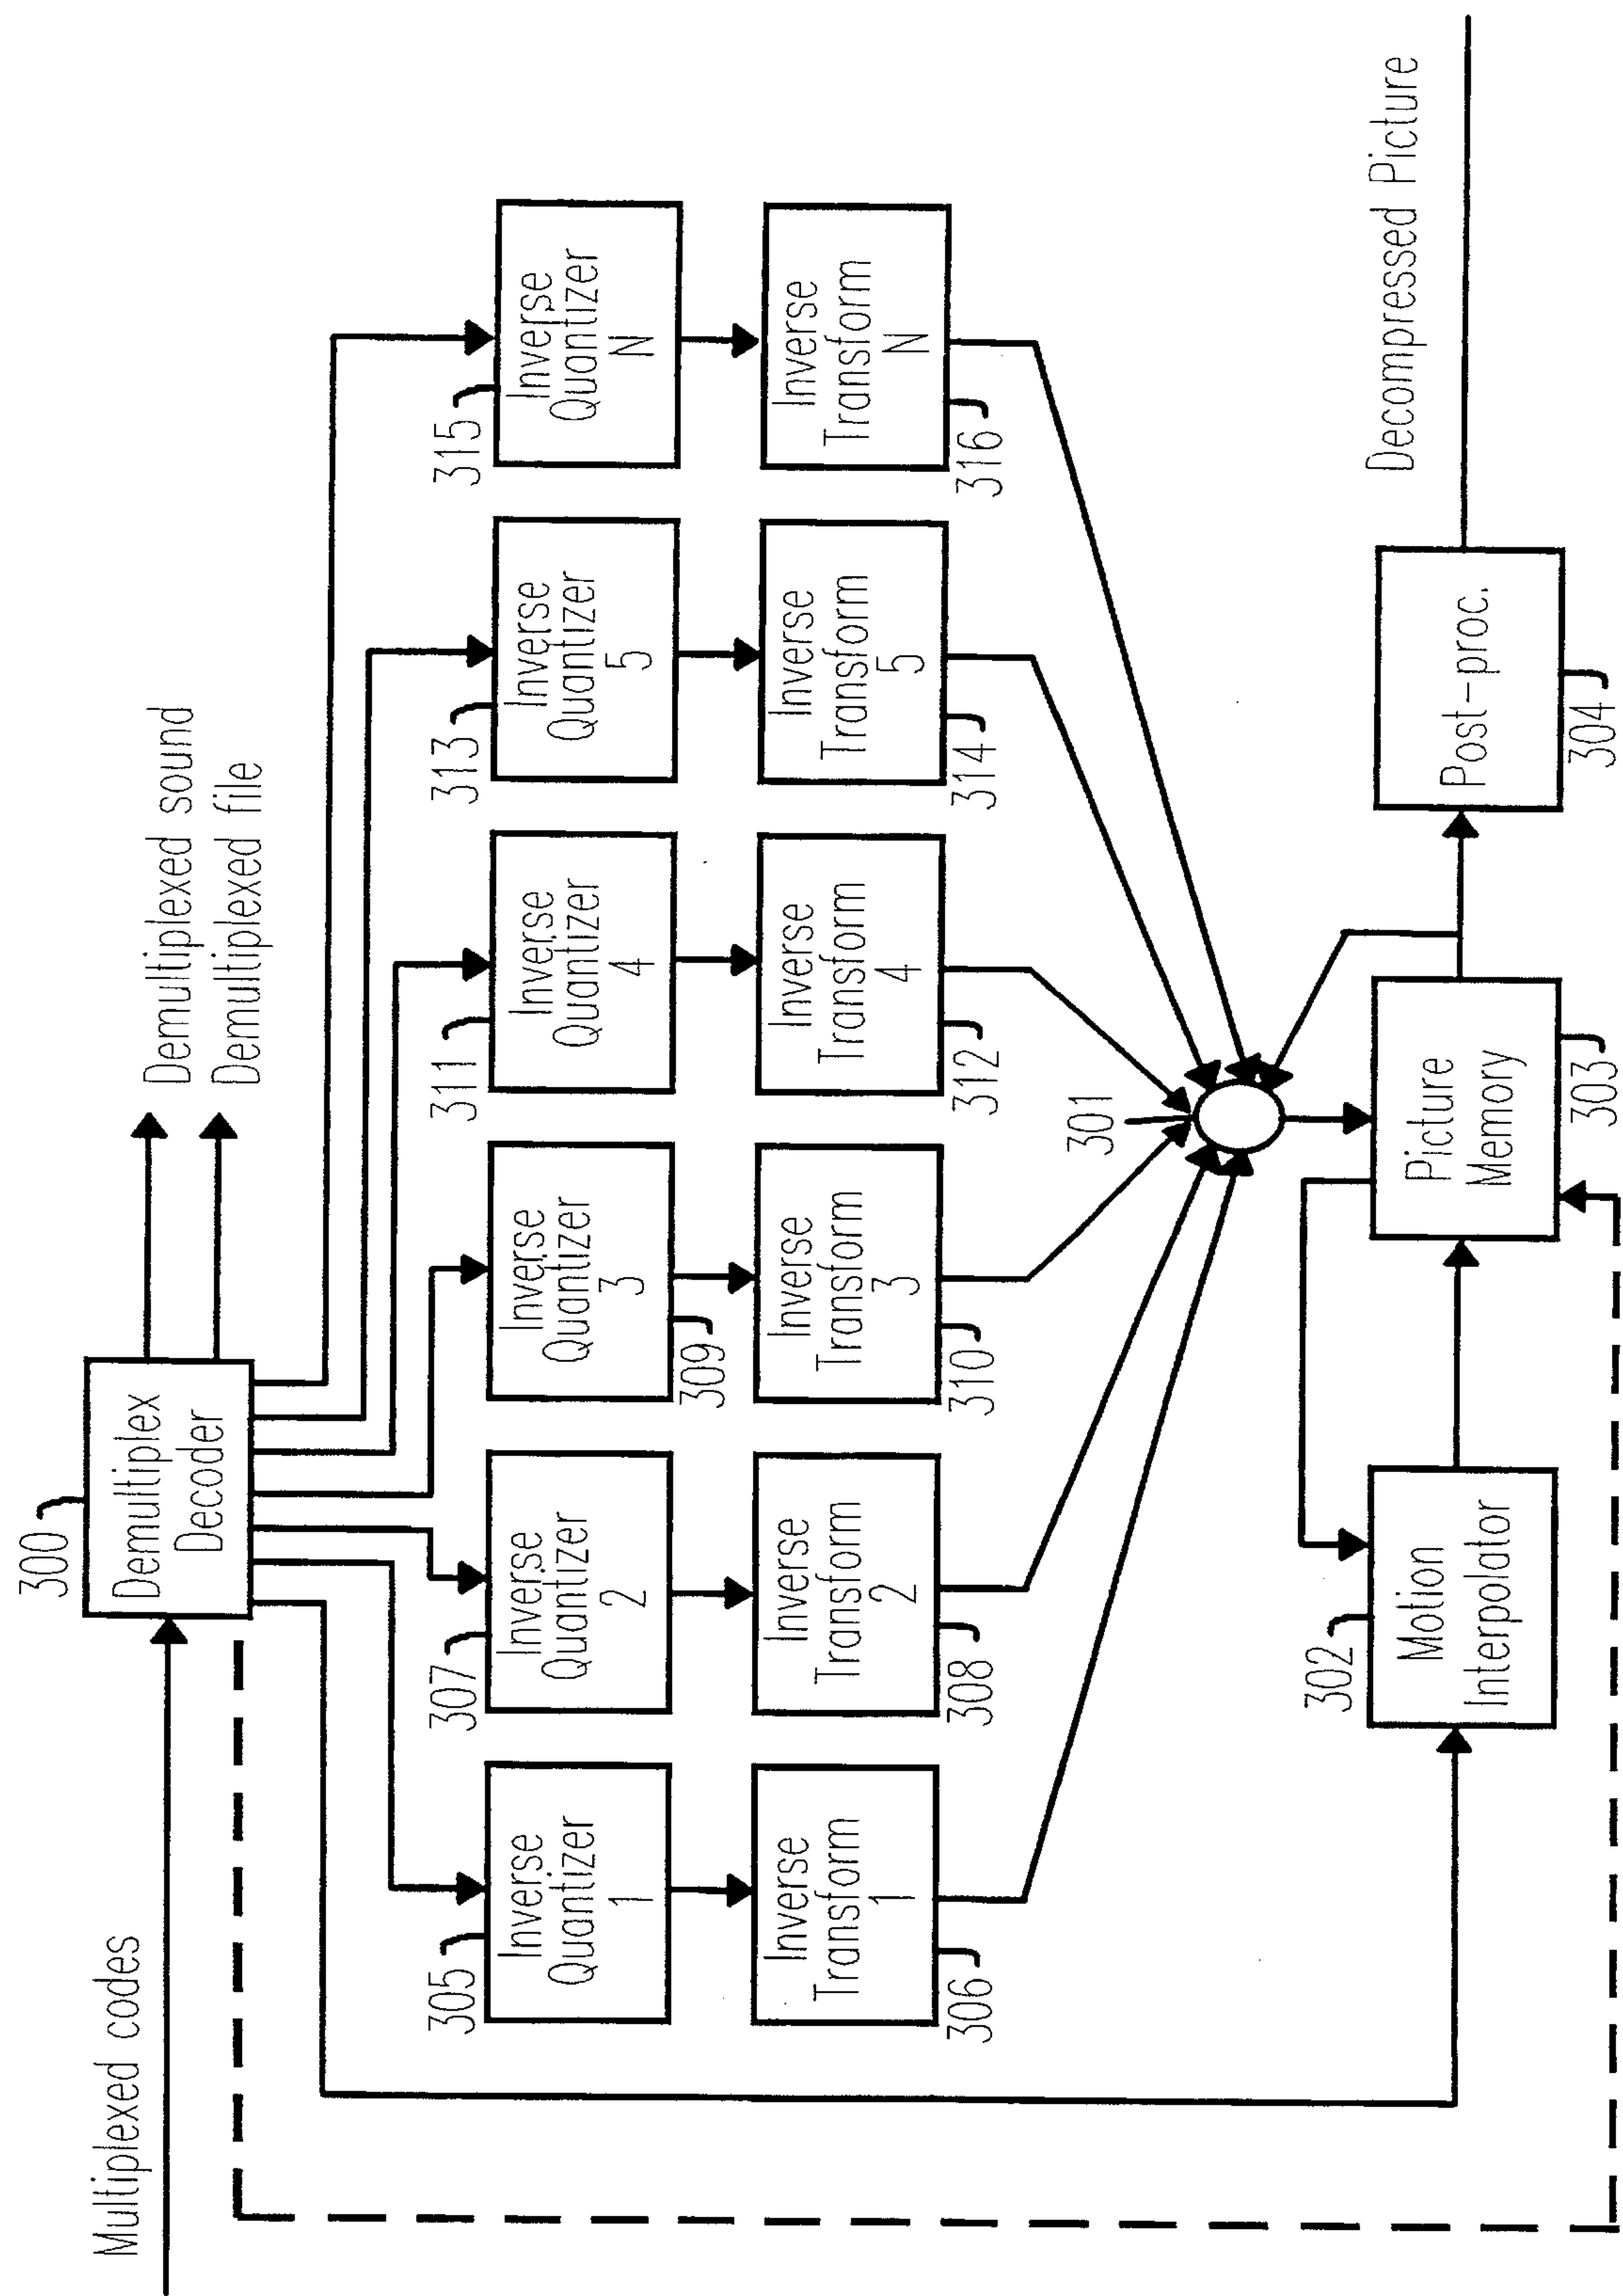 Multiplexed codes
300
Demultiplex
Decoder
Demultiplexed sound
Demultiplexed file
305
Inverse
Quantizer
1
307
Inverse
Quantizer
2
309
Inverse
Quantizer
3
311
Inverse
Quantizer
4
313
Inverse
Quantizer
5
315
Inverse
Quantizer
N
306
Inverse
Transform
1
308
Inverse
Transform
2
310
Inverse
Transform
3
312
Inverse
Transform
4
314
Inverse
Transform
5
316
Inverse
Transform
N
301
302
Motion
Interpolator
Picture
Memory
303
Post-proc.
304
Decompressed Picture